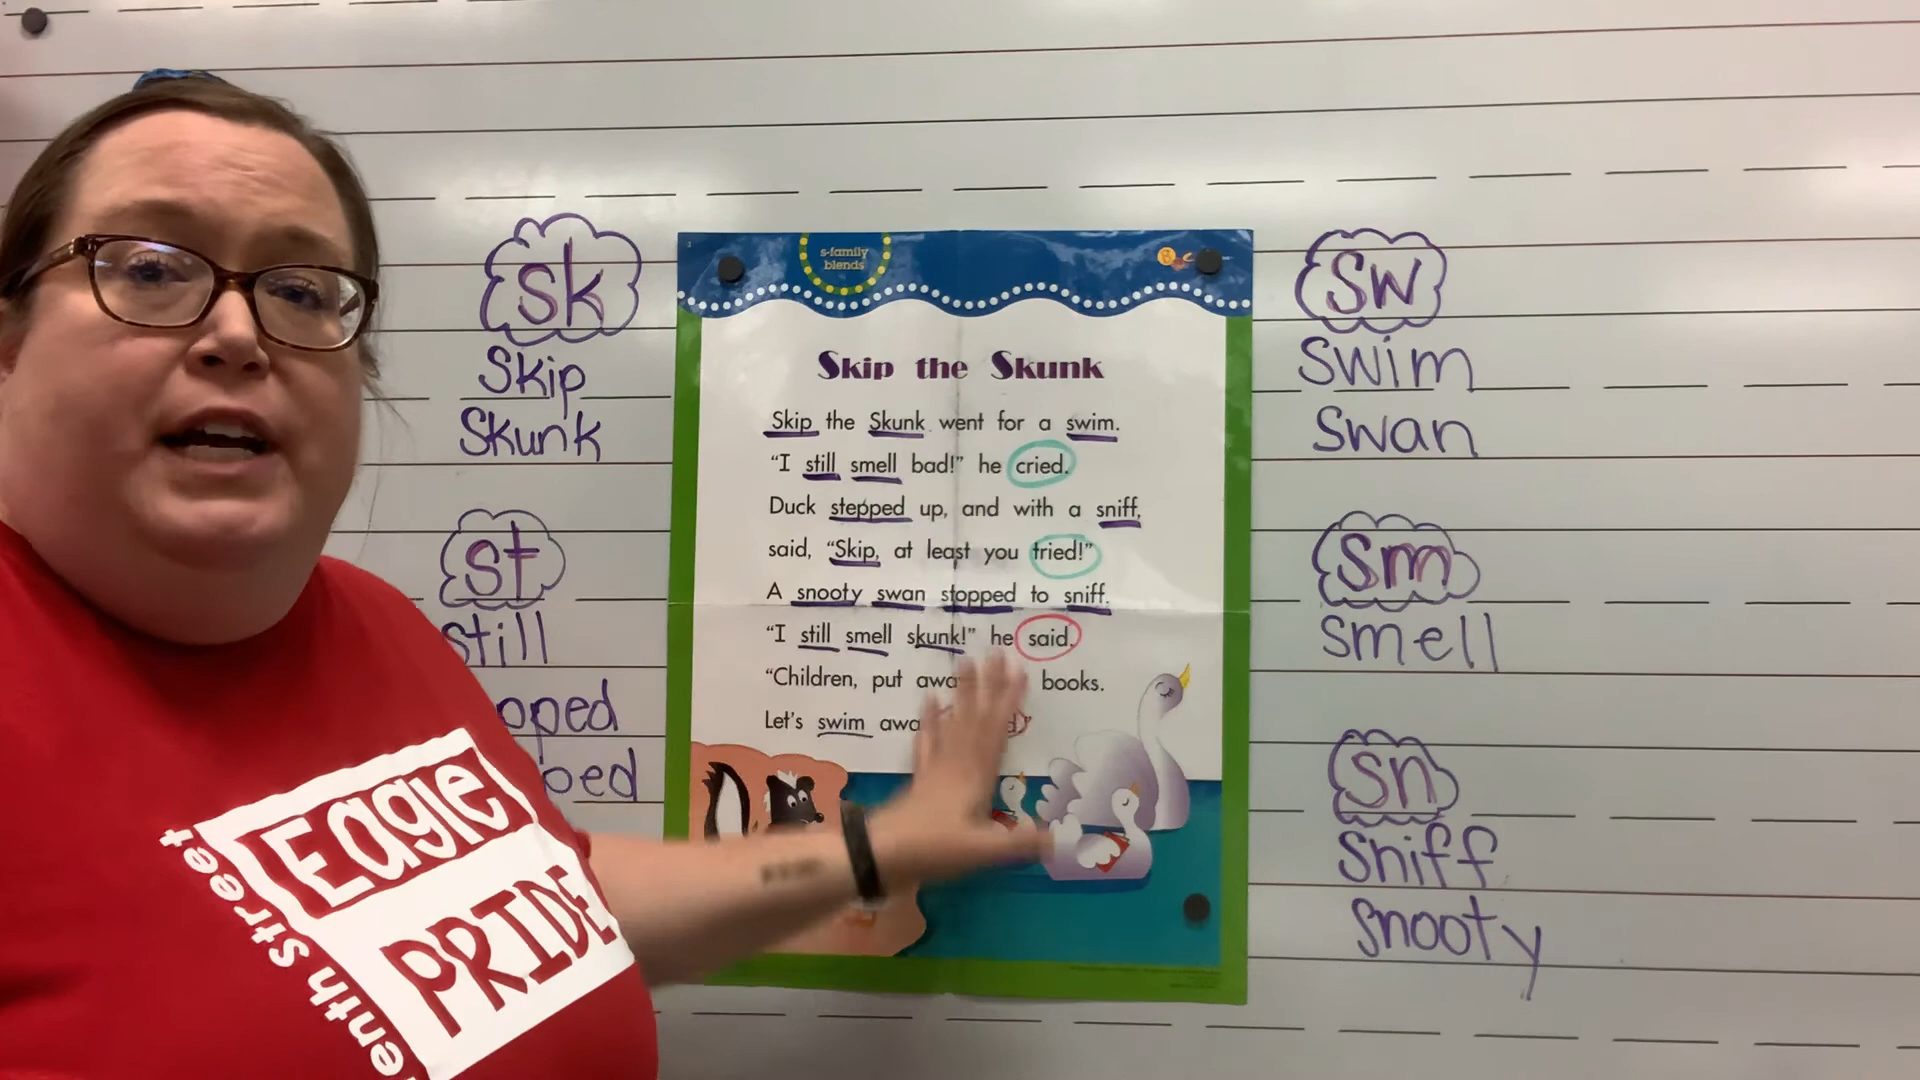 sk
Skip
Skunk
st
still
oped
ped
s-family
blends
Skip the Skunk
Skip the Skunk went for a swim.
"I still smell bad!" he cried.
Duck stepped up, and with a sniff,
said, "Skip, at least you tried!"
A snooty swan stopped to sniff.
"I still smell skunk!" he said.
"Children, put awa books.
Let's swim awa
sw
swim
swan
sm
smell
sn
sniff
snooty
enth Street
Eagle
PRIDE